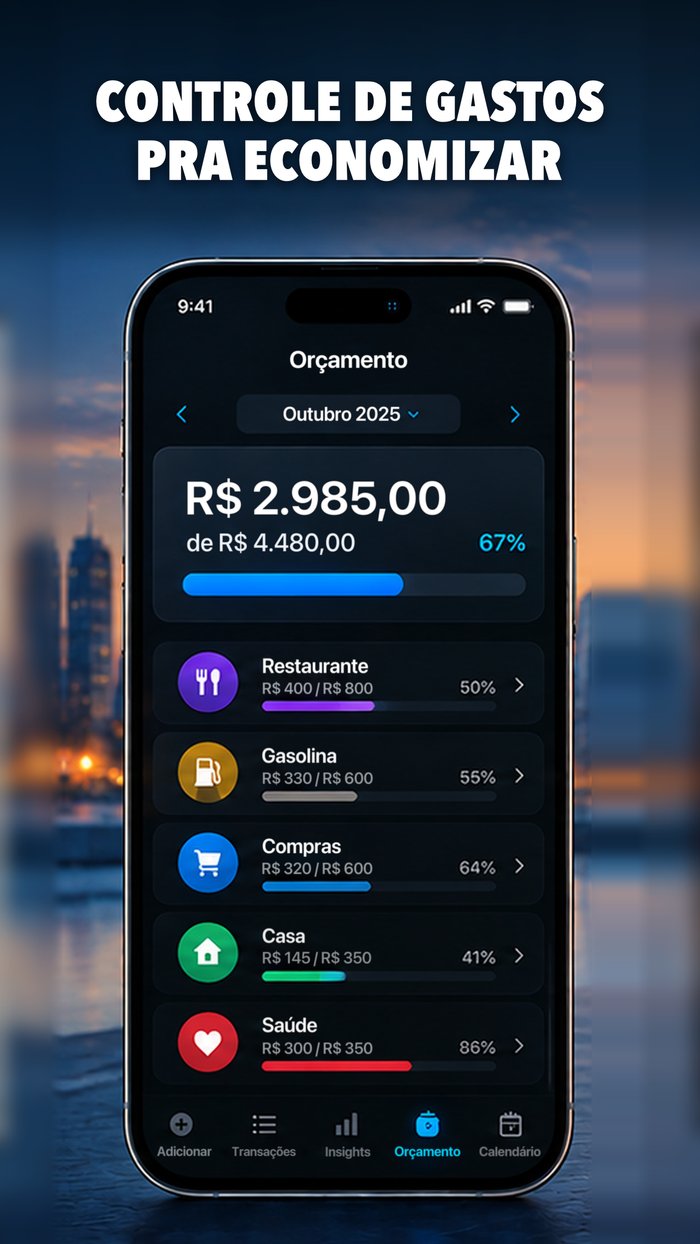 CONTROLE DE GASTOS
PRA ECONOMIZAR
9:41
Orçamento
Outubro 2025
R$ 2.985,00
de R$ 4.480,00
67%
Restaurante
R$ 400 / R$ 800
50%
Gasolina
R$ 330 / R$ 600
55%
Compras
R$ 320 / R$ 600
64%
Casa
R$ 145 / R$ 350
41%
Saúde
R$ 300 / R$ 350
86%
Adicionar
Transações
Insights
Orçamento
Calendário